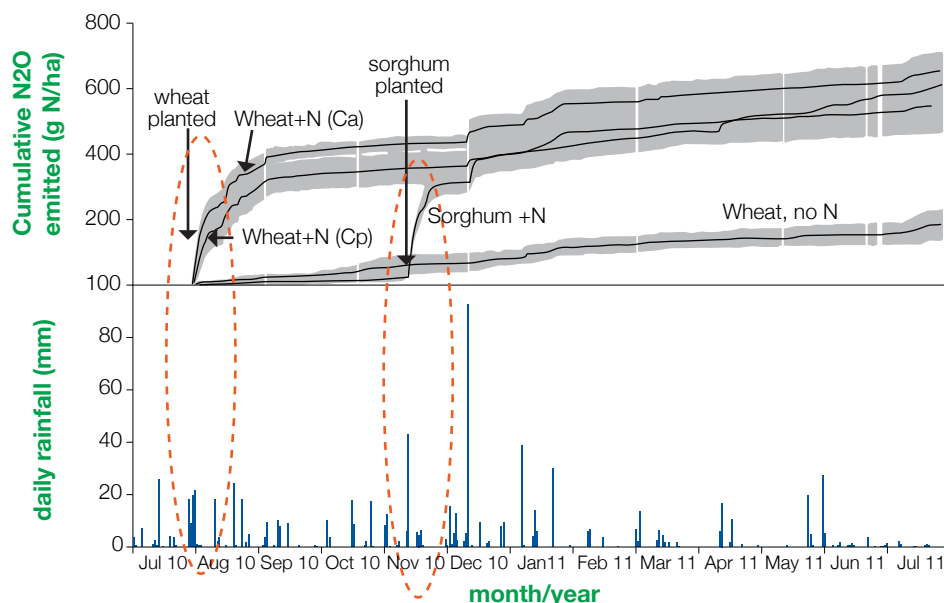 Cumulative N2O
emitted (g N/ha)
800
600
400
200
100
wheat
planted
Wheat+N (Ca)
Wheat+N (Cp)
sorghum
planted
Sorghum +N
Wheat, no N
daily rainfall (mm)
80
60
40
20
0
Jul 10 Aug 10 Sep 10 Oct 10 Nov 10 Dec 10 Jan11 Feb 11 Mar 11 Apr 11 May 11 Jun 11 Jul 11
month/year